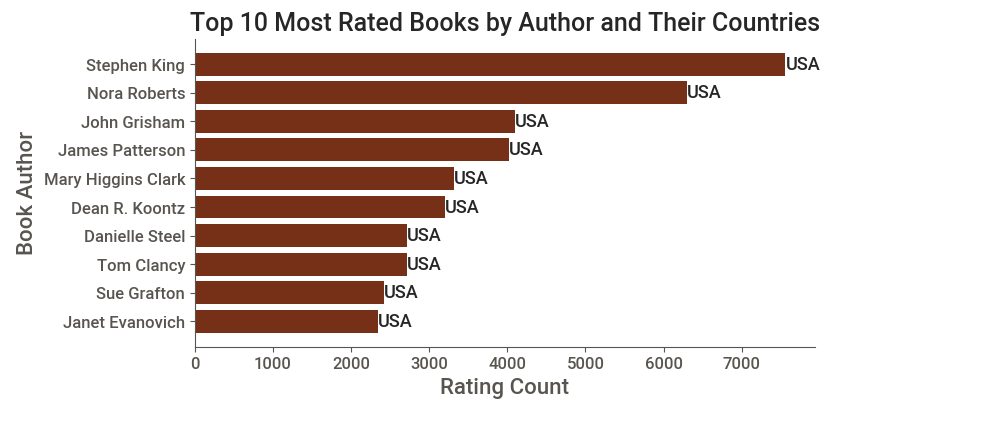 Top 10 Most Rated Books by Author and Their Countries
Book Author
Stephen King USA
Nora Roberts USA
John Grisham USA
James Patterson USA
Mary Higgins Clark USA
Dean R. Koontz USA
Danielle Steel USA
Tom Clancy USA
Sue Grafton USA
Janet Evanovich USA
0 1000 2000 3000 4000 5000 6000 7000
Rating Count